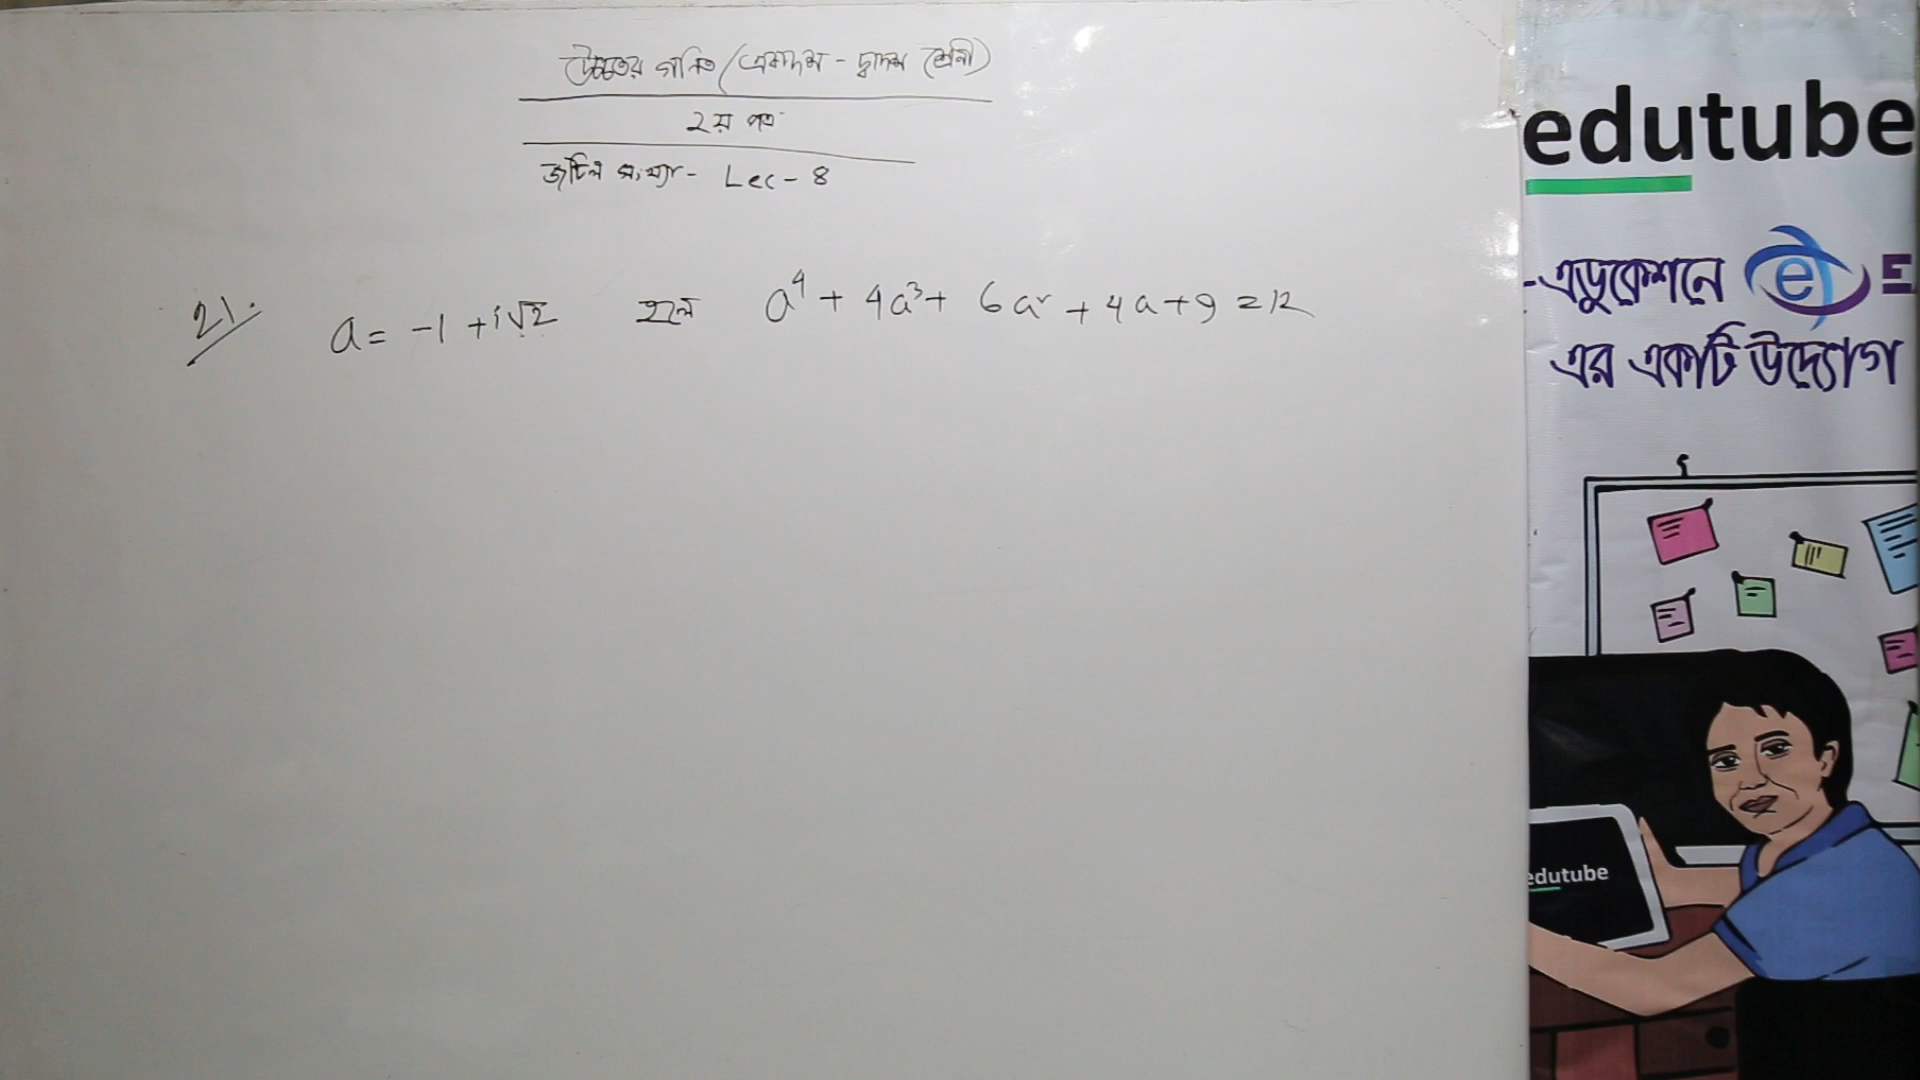 উচ্চতর গনিত (একাদশ - দ্বাদশ শ্রেনী)
২য় পত্র
জটিল সংখ্যা - Lec - 8
21. a = -1 + i√2 হলে a⁴ + 4a³ + 6a² + 4a + 9 = 12
edutube
-এডুকেশনে e E
এর একটি উদ্যোগ
edutube